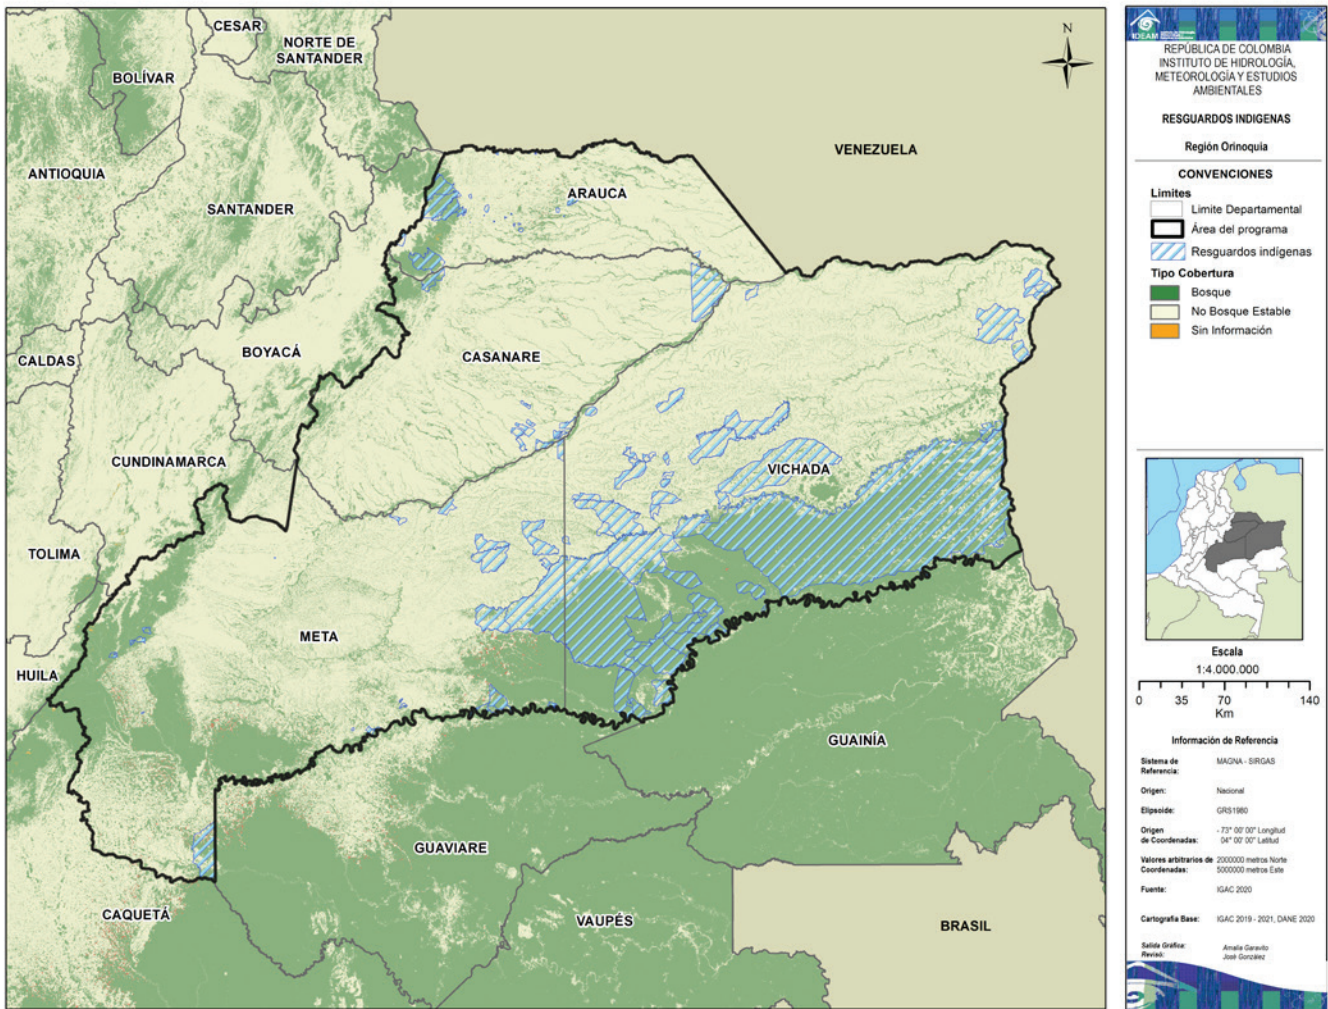 CESAR
NORTE DE
SANTANDER
BOLÍVAR
N
VENEZUELA
ANTIOQUIA
ARAUCA
SANTANDER
BOYACÁ
CASANARE
CALDAS
CUNDINAMARCA
VICHADA
TOLIMA
META
HUILA
GUAINÍA
GUAVIARE
CAQUETÁ
VAUPÉS
BRASIL
IDEAM
REPÚBLICA DE COLOMBIA
INSTITUTO DE HIDROLOGÍA,
METEOROLOGÍA Y ESTUDIOS
AMBIENTALES
RESGUARDOS INDIGENAS
Región Orinoquia
CONVENCIONES
Limites
Limite Departamental
Área del programa
Resguardos indígenas
Tipo Cobertura
Bosque
No Bosque Estable
Sin Información
Escala
1:4.000.000
0 35 70 140
Km
Información de Referencia
Sistema de MAGNA - SIRGAS
Referencia:
Origen: Nacional
Elipsoide: GRS1980
Origen - 73° 00' 00" Longitud
de Coordenadas: 04° 00' 00" Latitud
Valores arbitrarios de 2000000 metros Norte
Coordenadas: 5000000 metros Este
Fuente: IGAC 2020
Cartografía Base: IGAC 2019 - 2021, DANE 2020
Salida Gráfica: Amalia Garavito
Revisó: José González